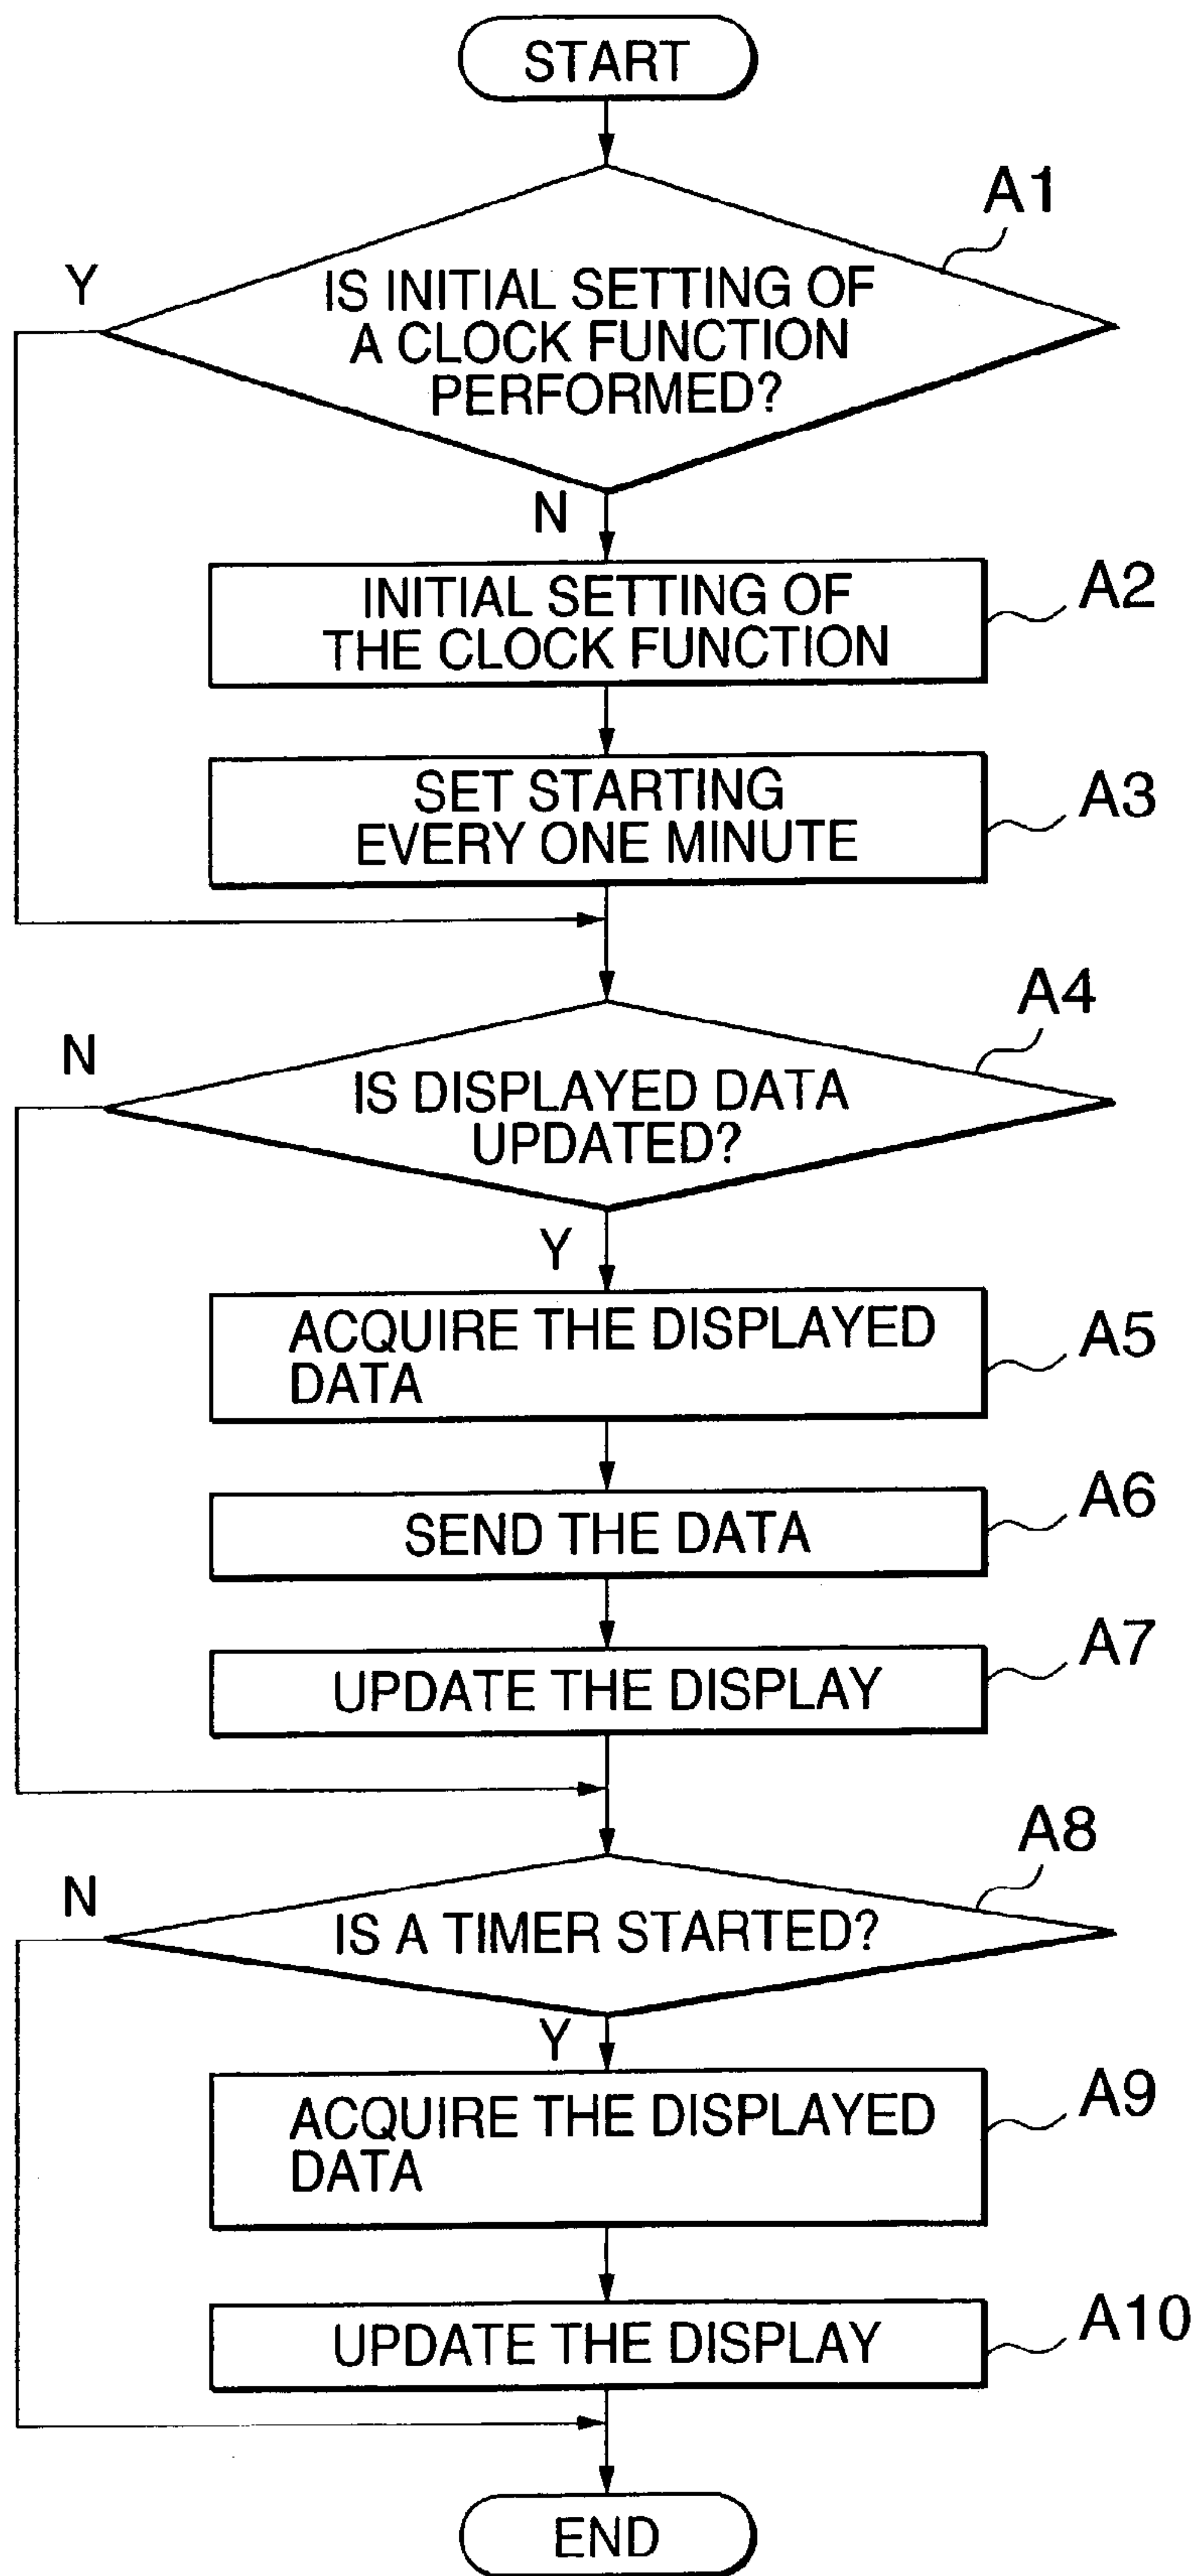 START
A1
Y
IS INITIAL SETTING OF
A CLOCK FUNCTION
PERFORMED?
N
INITIAL SETTING OF
THE CLOCK FUNCTION
A2
SET STARTING
EVERY ONE MINUTE
A3
A4
N
IS DISPLAYED DATA
UPDATED?
Y
ACQUIRE THE DISPLAYED
DATA
A5
SEND THE DATA
A6
UPDATE THE DISPLAY
A7
A8
N
IS A TIMER STARTED?
Y
ACQUIRE THE DISPLAYED
DATA
A9
UPDATE THE DISPLAY
A10
END